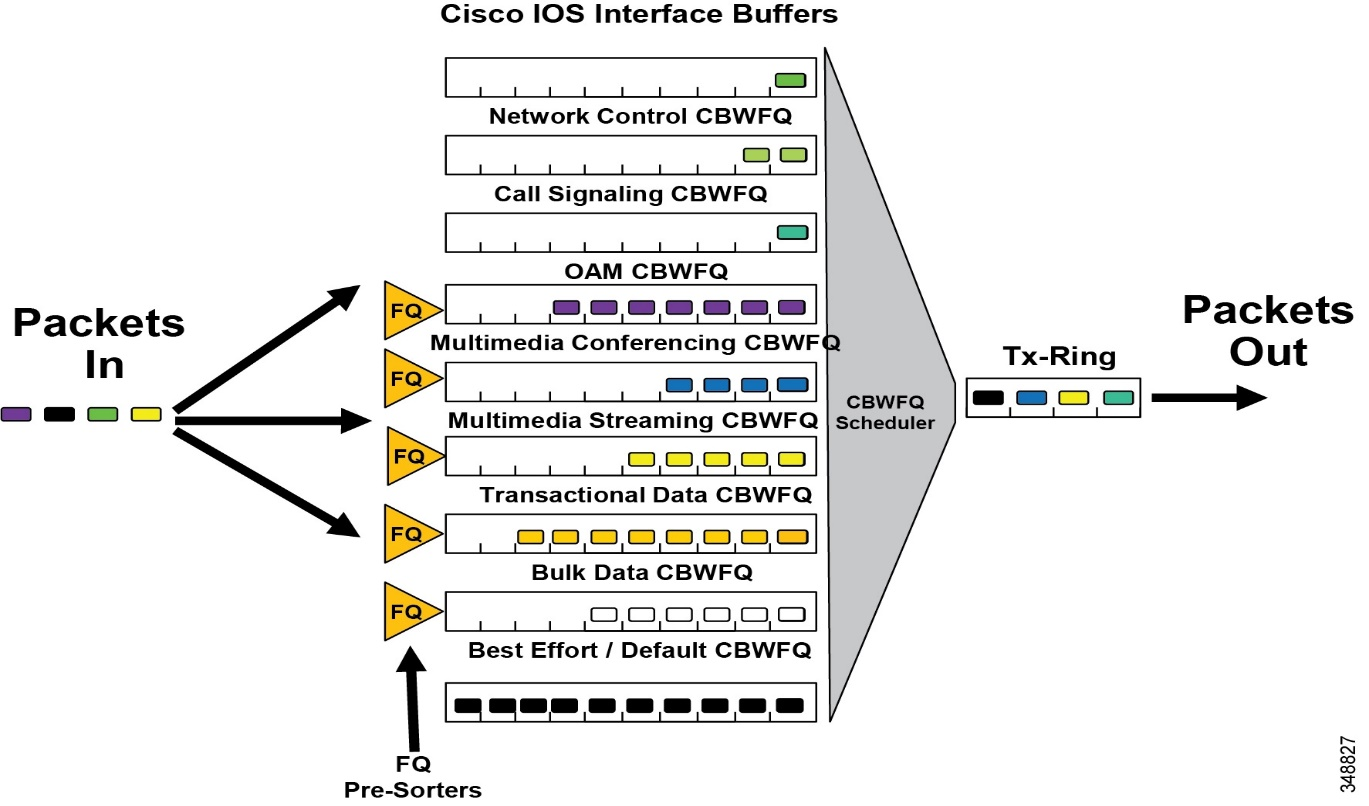 Cisco IOS Interface Buffers
Network Control CBWFQ
Call Signaling CBWFQ
OAM CBWFQ
Packets
In
FQ
Multimedia Conferencing CBWFQ
FQ
Multimedia Streaming CBWFQ
FQ
Transactional Data CBWFQ
FQ
Bulk Data CBWFQ
FQ
Best Effort / Default CBWFQ
FQ
Pre-Sorters
CBWFQ
Scheduler
Tx-Ring
Packets
Out
348827